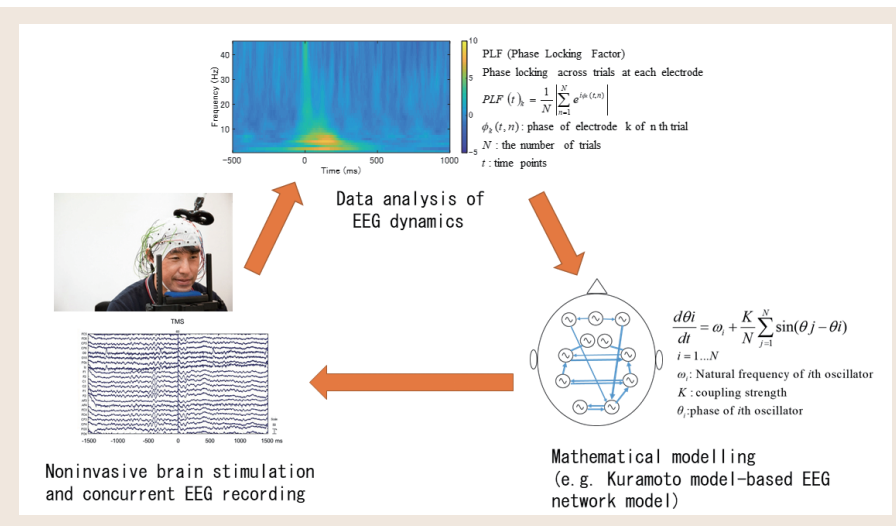 40
30
20
10
Frequency (Hz)
-500
0
500
1000
Time (ms)
10
5
0
-5
PLF (Phase Locking Factor)
Phase locking across trials at each electrode
PLF (t)k = 1/N |∑n=1^N e^iϕk(t,n)|
ϕk (t, n) : phase of electrode k of n th trial
N : the number of trials
t : time points
Data analysis of
EEG dynamics
TMS
-1500
-1000
-500
0
500
1000
1500 ms
Noninvasive brain stimulation
and concurrent EEG recording
dθi/dt = ωi + K/N ∑j=1^N sin(θj − θi)
i = 1...N
ωi: Natural frequency of ith oscillator
K : coupling strength
θi:phase of ith oscillator
Mathematical modelling
(e.g. Kuramoto model-based EEG
network model)